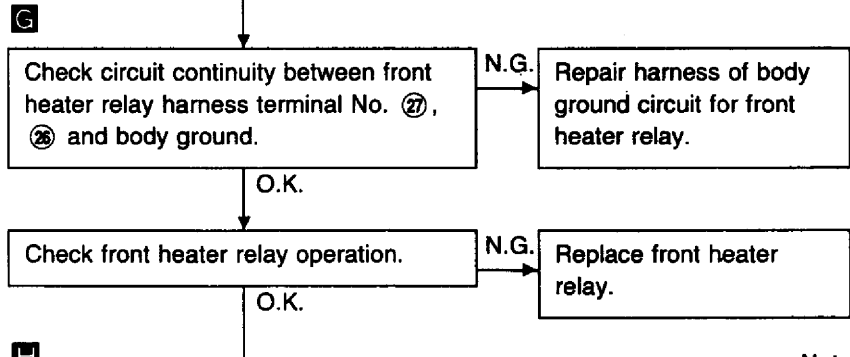 G
Check circuit continuity between front
heater relay harness terminal No. ㉗,
㉖ and body ground.
N.G.
Repair harness of body
ground circuit for front
heater relay.
O.K.
Check front heater relay operation.
N.G.
Replace front heater
relay.
O.K.